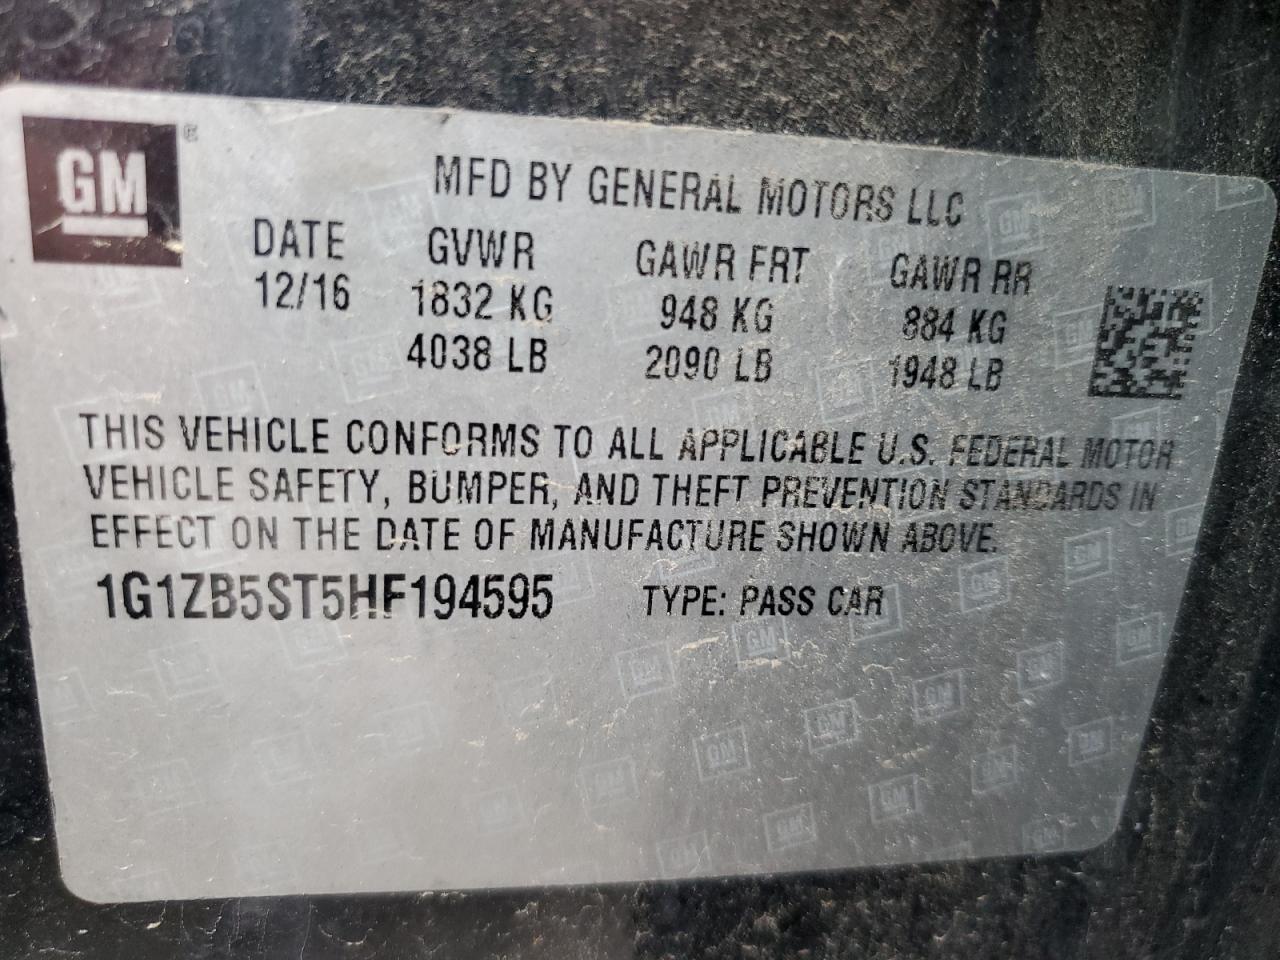 GM ®
MFD BY GENERAL MOTORS LLC
DATE GVWR GAWR FRT GAWR RR
12/16 1832 KG 948 KG 884 KG
4038 LB 2090 LB 1948 LB
THIS VEHICLE CONFORMS TO ALL APPLICABLE U.S. FEDERAL MOTOR
VEHICLE SAFETY, BUMPER, AND THEFT PREVENTION STANDARDS IN
EFFECT ON THE DATE OF MANUFACTURE SHOWN ABOVE.
1G1ZB5ST5HF194595 TYPE: PASS CAR